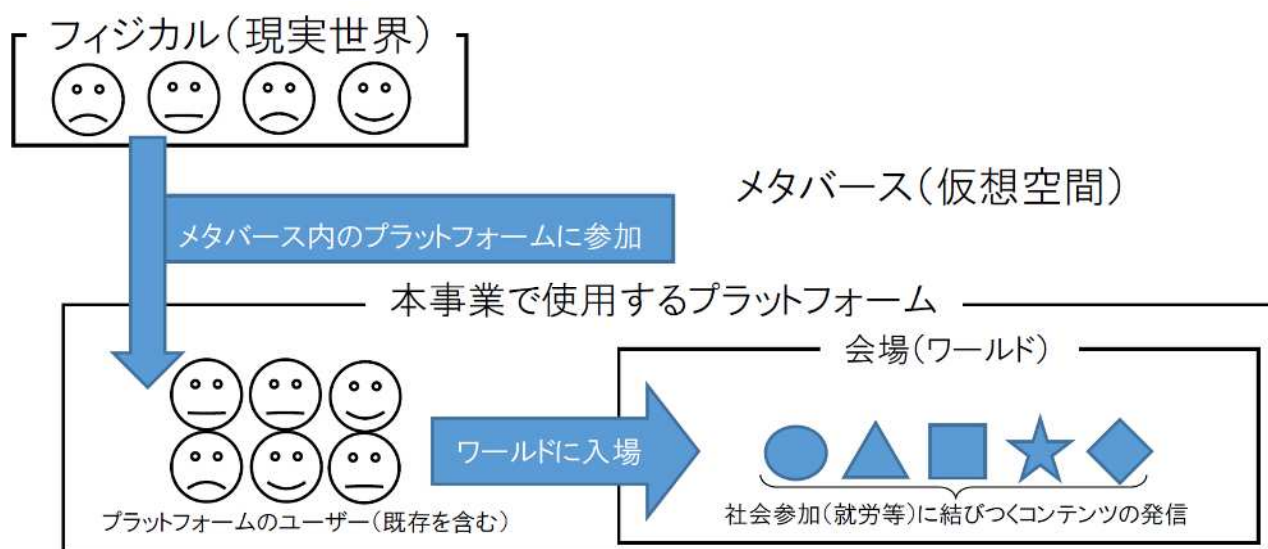 フィジカル（現実世界）
メタバース（仮想空間）
メタバース内のプラットフォームに参加
本事業で使用するプラットフォーム
会場（ワールド）
ワールドに入場
プラットフォームのユーザー（既存を含む）
社会参加（就労等）に結びつくコンテンツの発信